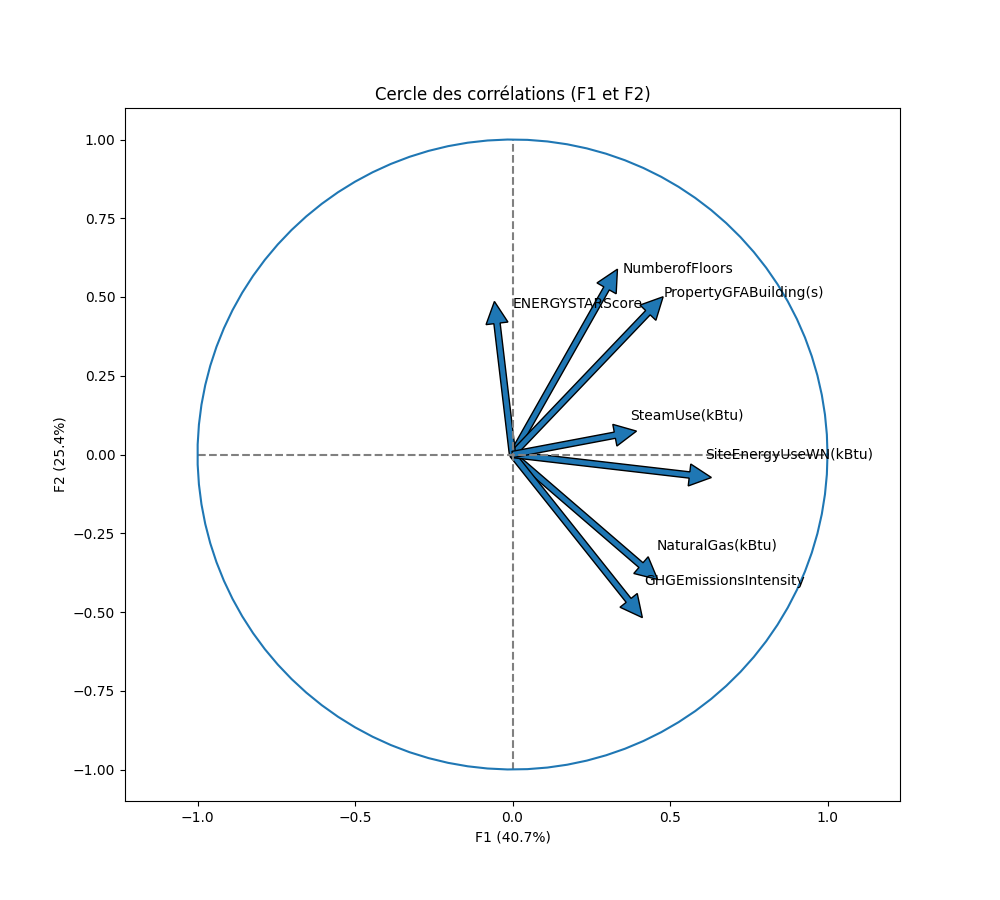 Cercle des corrélations (F1 et F2)
1.00
0.75
0.50
0.25
0.00
−0.25
−0.50
−0.75
−1.00
F2 (25.4%)
NumberofFloors
PropertyGFABuilding(s)
ENERGYSTARScore
SteamUse(kBtu)
SiteEnergyUseWN(kBtu)
NaturalGas(kBtu)
GHGEmissionsIntensity
−1.0
−0.5
0.0
0.5
1.0
F1 (40.7%)